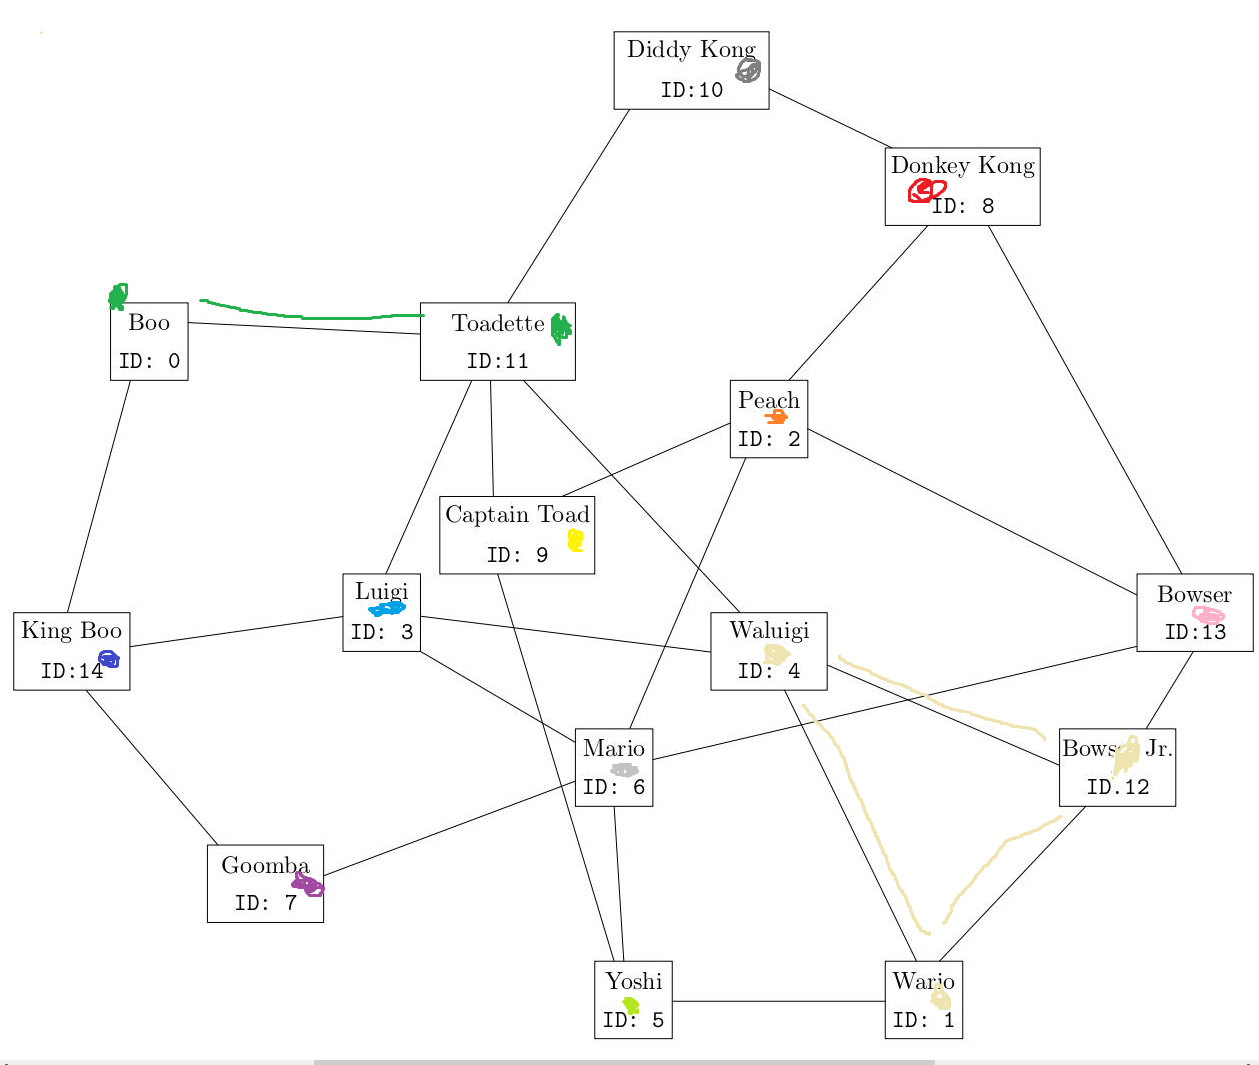 Diddy Kong
ID:10
Donkey Kong
ID: 8
Boo
ID: 0
Toadette
ID:11
Peach
ID: 2
Captain Toad
ID: 9
Luigi
ID: 3
King Boo
ID:14
Waluigi
ID: 4
Bowser
ID:13
Mario
ID: 6
Bows Jr.
ID.12
Goomba
ID: 7
Yoshi
ID: 5
Wario
ID: 1